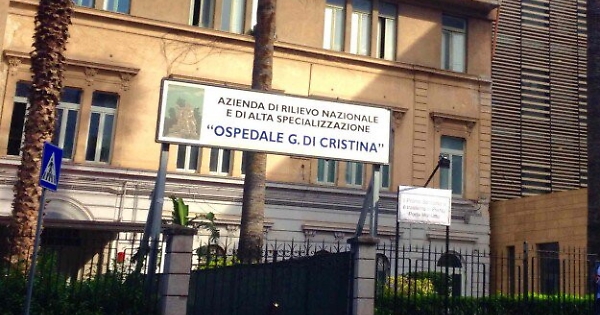 AZIENDA DI RILIEVO NAZIONALE
E DI ALTA SPECIALIZZAZIONE
"OSPEDALE G. DI CRISTINA"